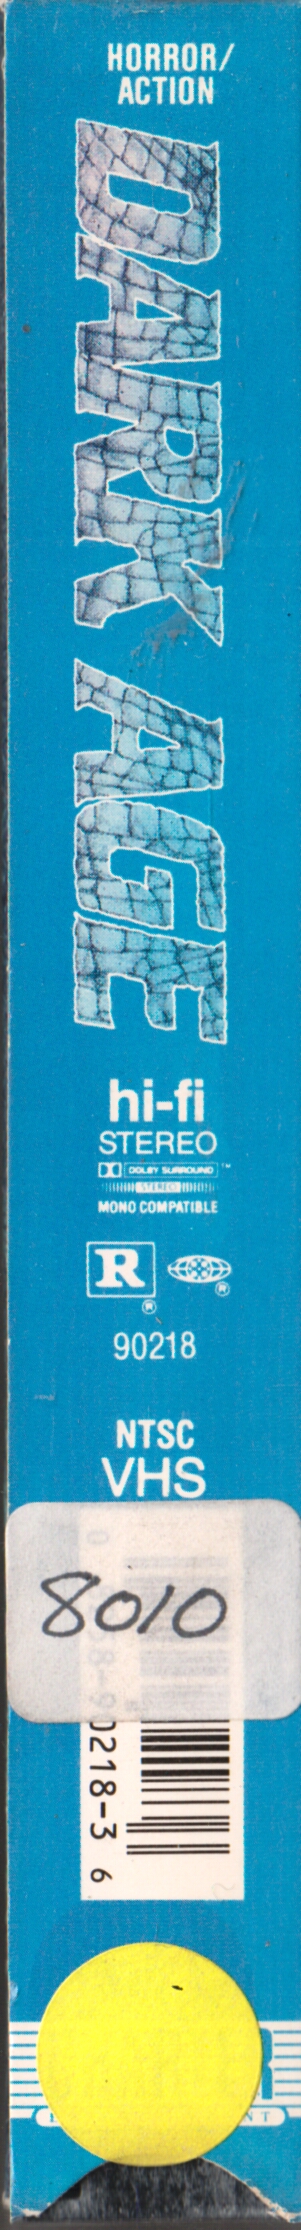 HORROR/
ACTION
DARK AGE
hi-fi
STEREO
DOLBY SURROUND ™
STEREO
MONO COMPATIBLE
R
®
®
90218
NTSC
VHS
8010
0218-3 6